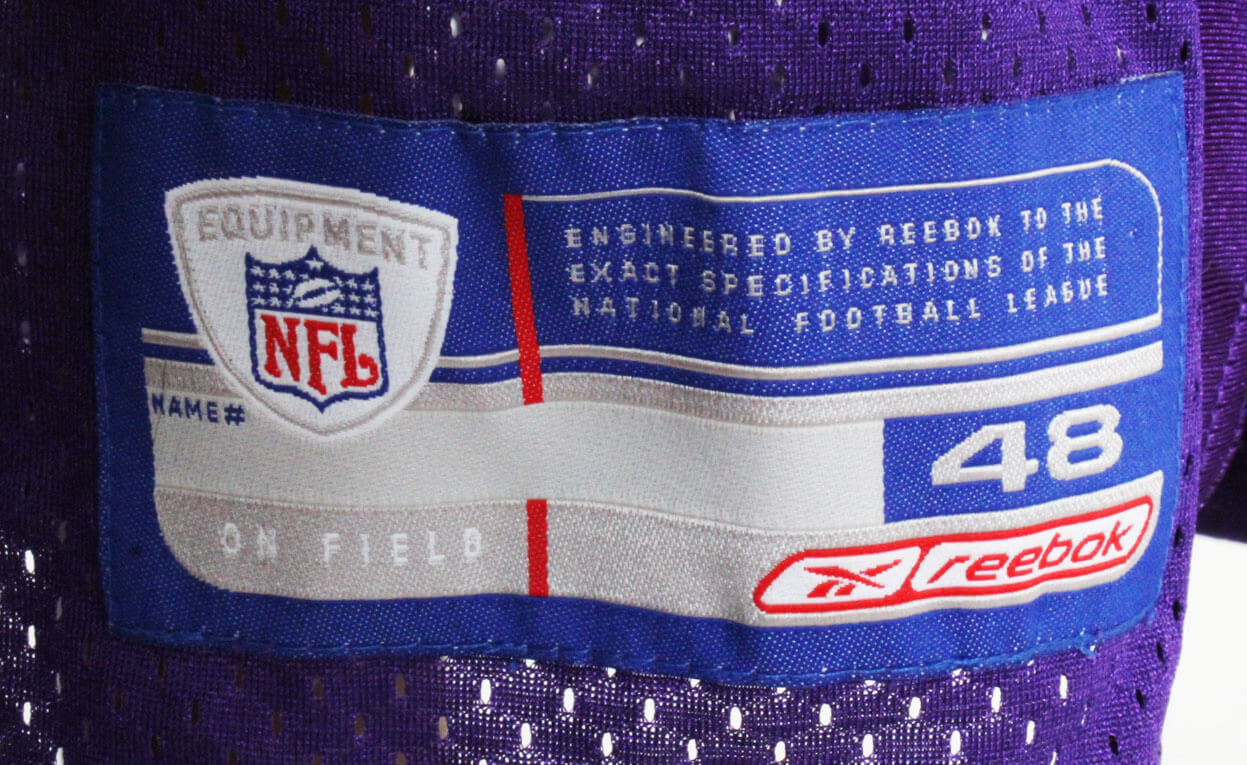 EQUIPMENT
NFL
ENGINEERED BY REEBOK TO THE
EXACT SPECIFICATIONS OF THE
NATIONAL FOOTBALL LEAGUE
NAME#
48
ON FIELD
reebok